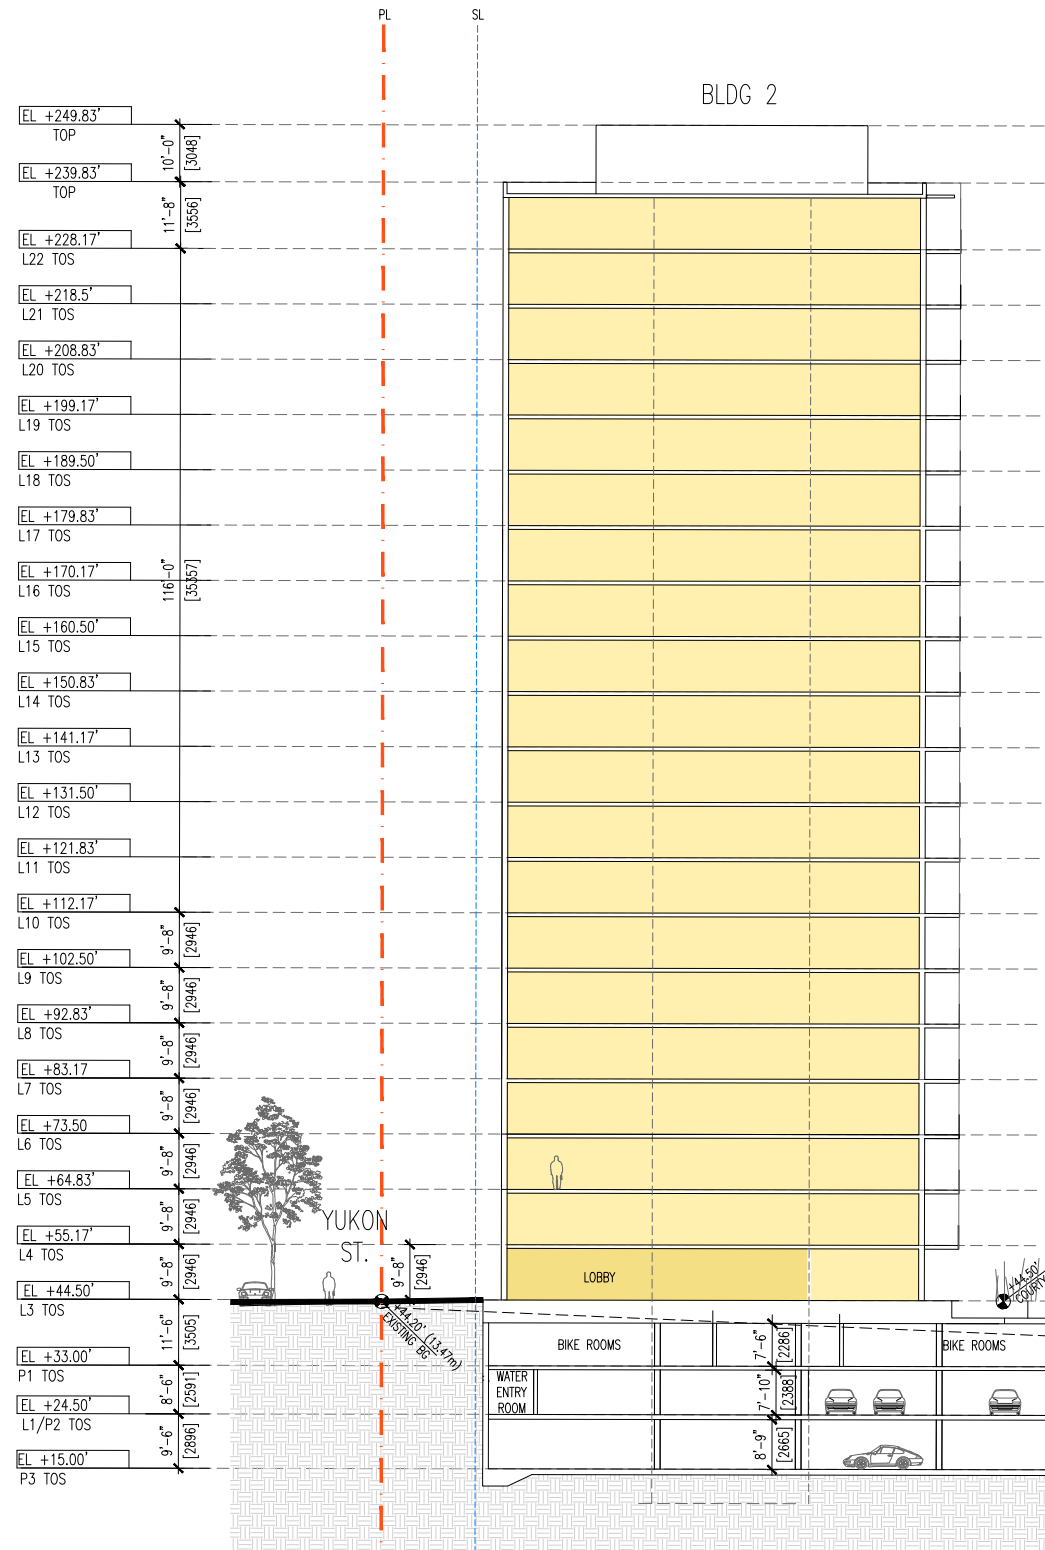 PL
SL
BLDG 2
EL +249.83'
TOP
10'-0"
[3048]
EL +239.83'
TOP
11'-8"
[3556]
EL +228.17'
L22 TOS
EL +218.5'
L21 TOS
EL +208.83'
L20 TOS
EL +199.17'
L19 TOS
EL +189.50'
L18 TOS
EL +179.83'
L17 TOS
EL +170.17'
L16 TOS
116'-0"
[35357]
EL +160.50'
L15 TOS
EL +150.83'
L14 TOS
EL +141.17'
L13 TOS
EL +131.50'
L12 TOS
EL +121.83'
L11 TOS
EL +112.17'
L10 TOS
9'-8"
[2946]
EL +102.50'
L9 TOS
9'-8"
[2946]
EL +92.83'
L8 TOS
9'-8"
[2946]
EL +83.17
L7 TOS
9'-8"
[2946]
EL +73.50
L6 TOS
9'-8"
[2946]
EL +64.83'
L5 TOS
9'-8"
[2946]
YUKON
ST.
EL +55.17'
L4 TOS
9'-8"
[2946]
9'-8"
[2946]
LOBBY
EL +44.50'
L3 TOS
+44.20' (13.47m)
EXISTING BG
+44.50'
COURTY
11'-6"
[3505]
BIKE ROOMS
7'-6"
[2286]
BIKE ROOMS
EL +33.00'
P1 TOS
8'-6"
[2591]
WATER
ENTRY
ROOM
7'-10"
[2388]
EL +24.50'
L1/P2 TOS
9'-6"
[2896]
8'-9"
[2665]
EL +15.00'
P3 TOS